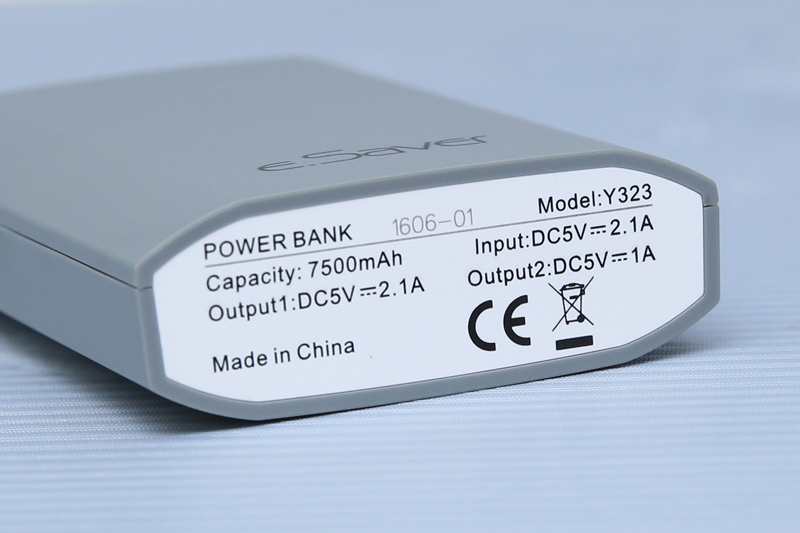 e:Saver
POWER BANK 1606-01 Model:Y323
Capacity: 7500mAh Input:DC5V⎓2.1A
Output1:DC5V⎓2.1A Output2:DC5V⎓1A
Made in China CE